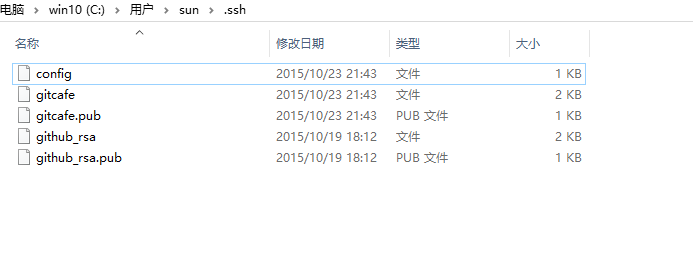 电脑 › win10 (C:) › 用户 › sun › .ssh
名称 修改日期 类型 大小
config 2015/10/23 21:43 文件 1 KB
gitcafe 2015/10/23 21:43 文件 2 KB
gitcafe.pub 2015/10/23 21:43 PUB 文件 1 KB
github_rsa 2015/10/19 18:12 文件 2 KB
github_rsa.pub 2015/10/19 18:12 PUB 文件 1 KB